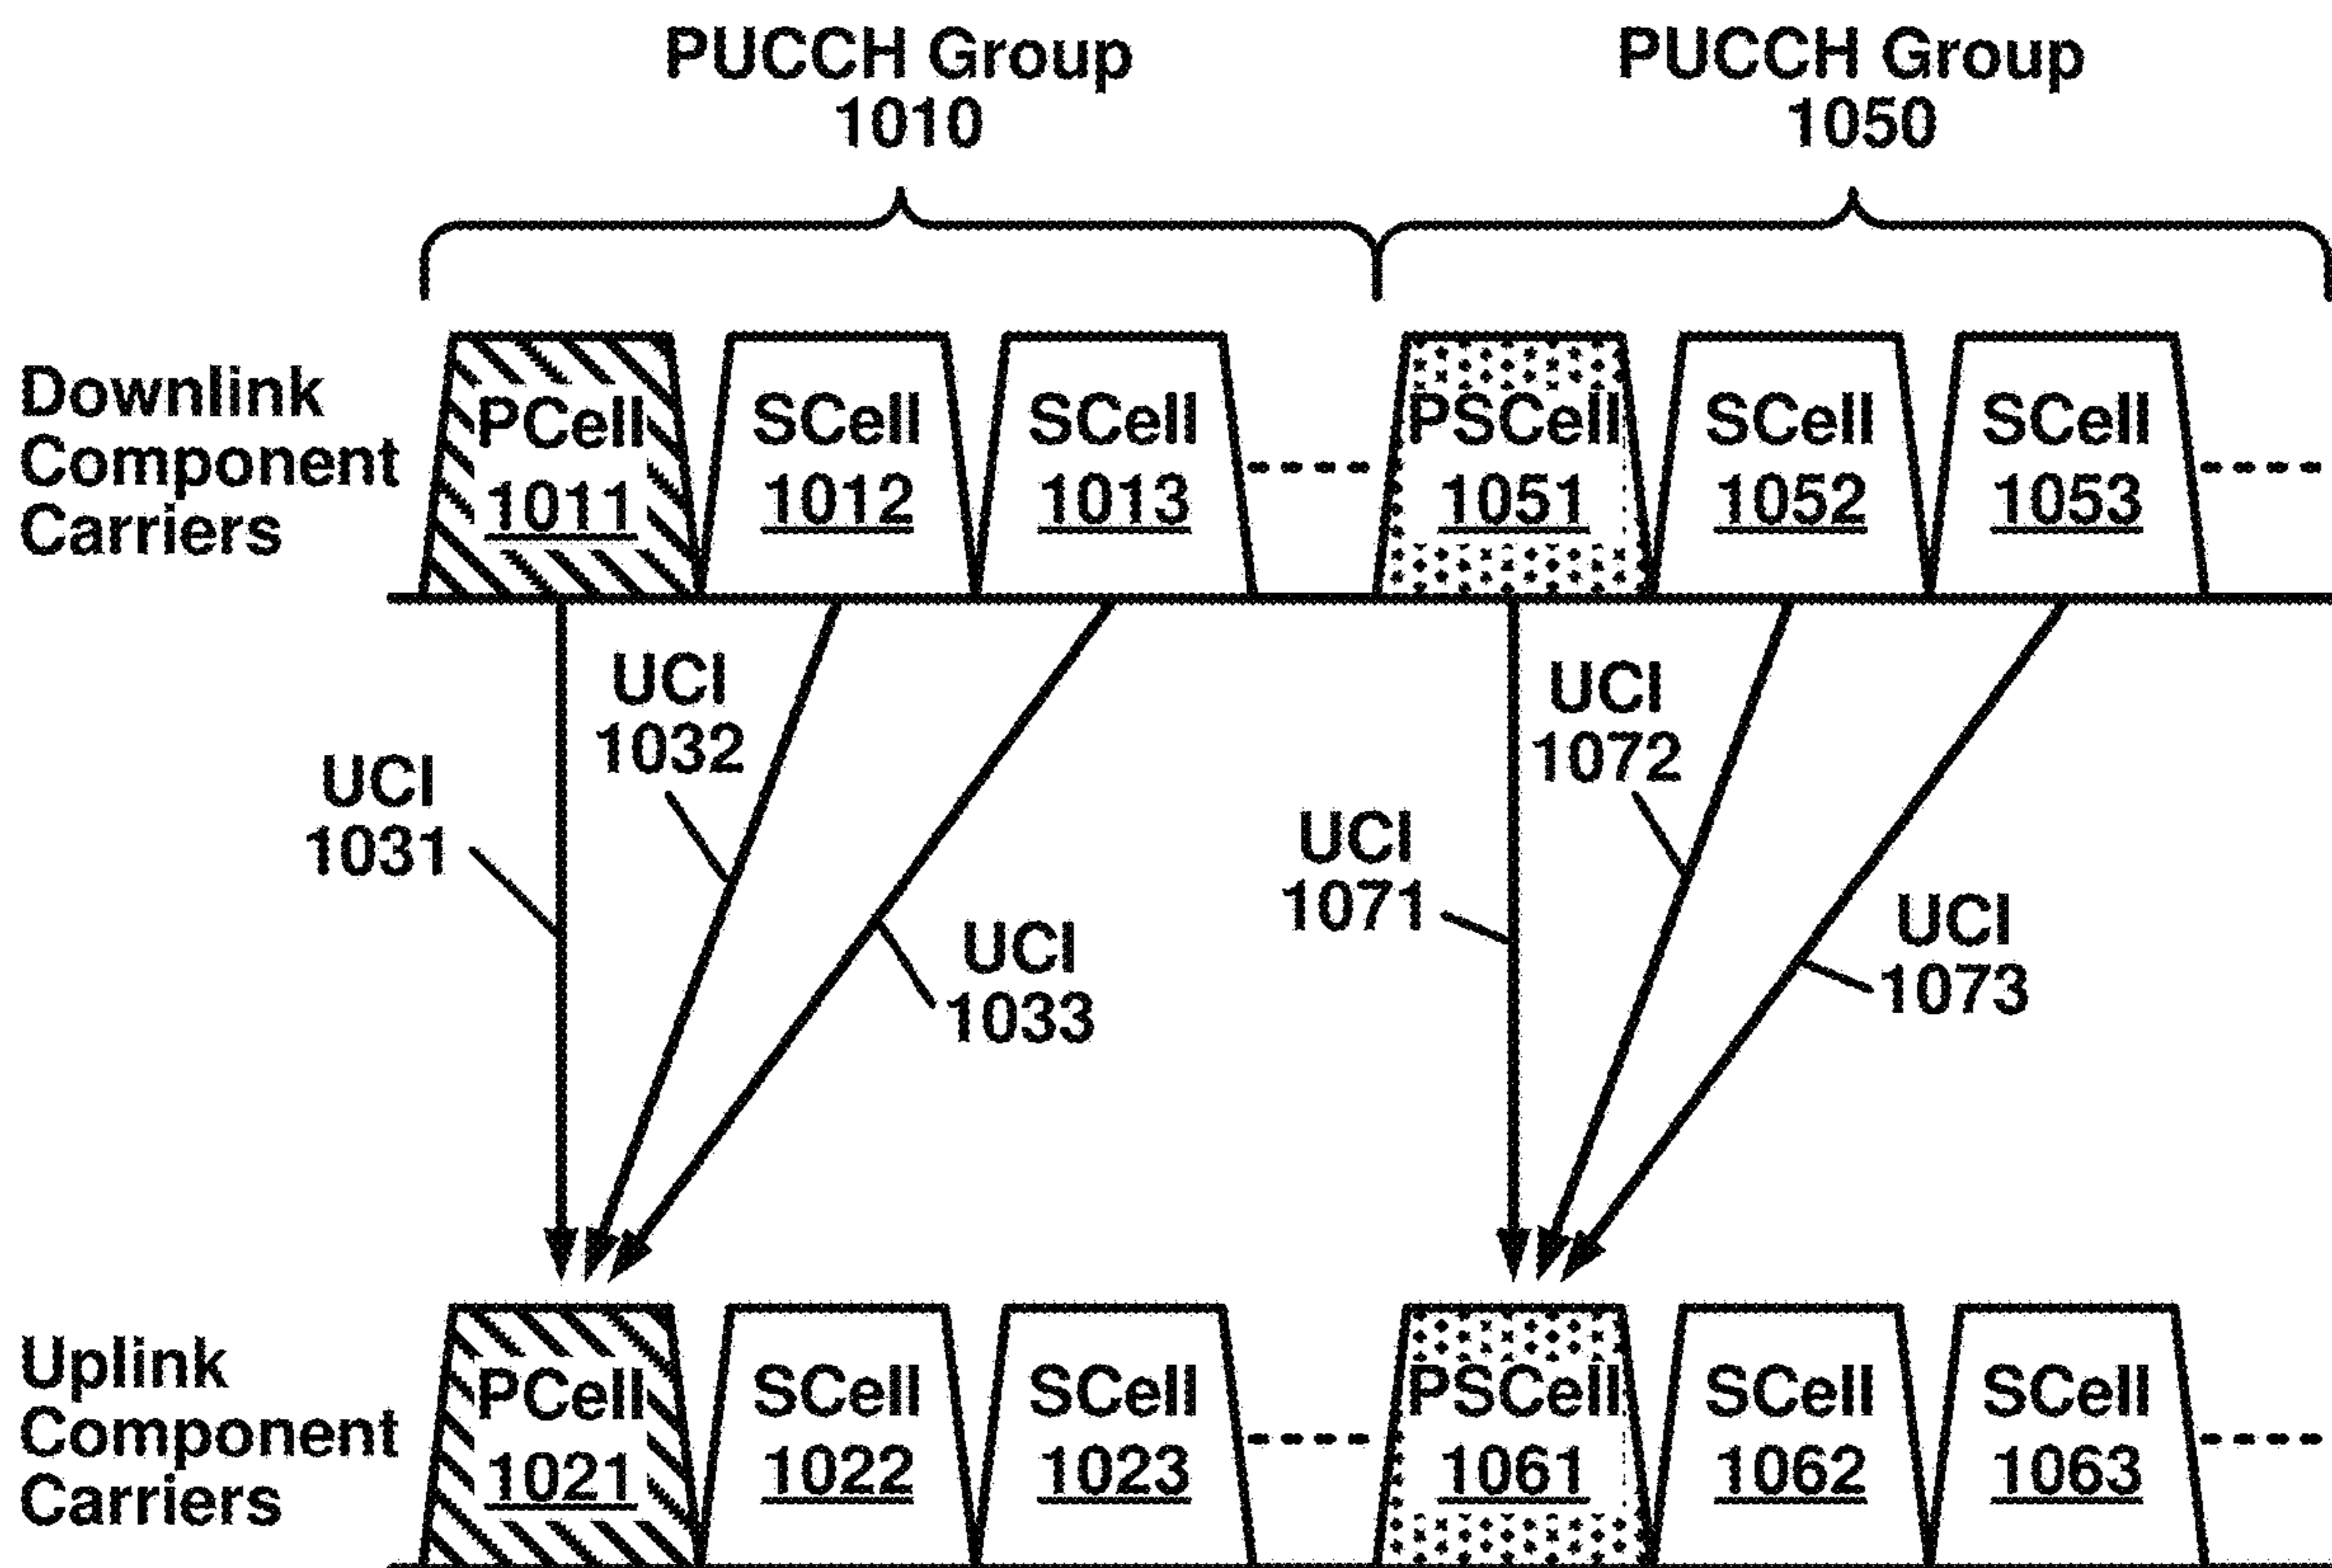 PUCCH Group
1010
PUCCH Group
1050
Downlink
Component
Carriers
PCell
1011
SCell
1012
SCell
1013
PSCell
1051
SCell
1052
SCell
1053
UCI
1031
UCI
1032
UCI
1033
UCI
1071
UCI
1072
UCI
1073
Uplink
Component
Carriers
PCell
1021
SCell
1022
SCell
1023
PSCell
1061
SCell
1062
SCell
1063